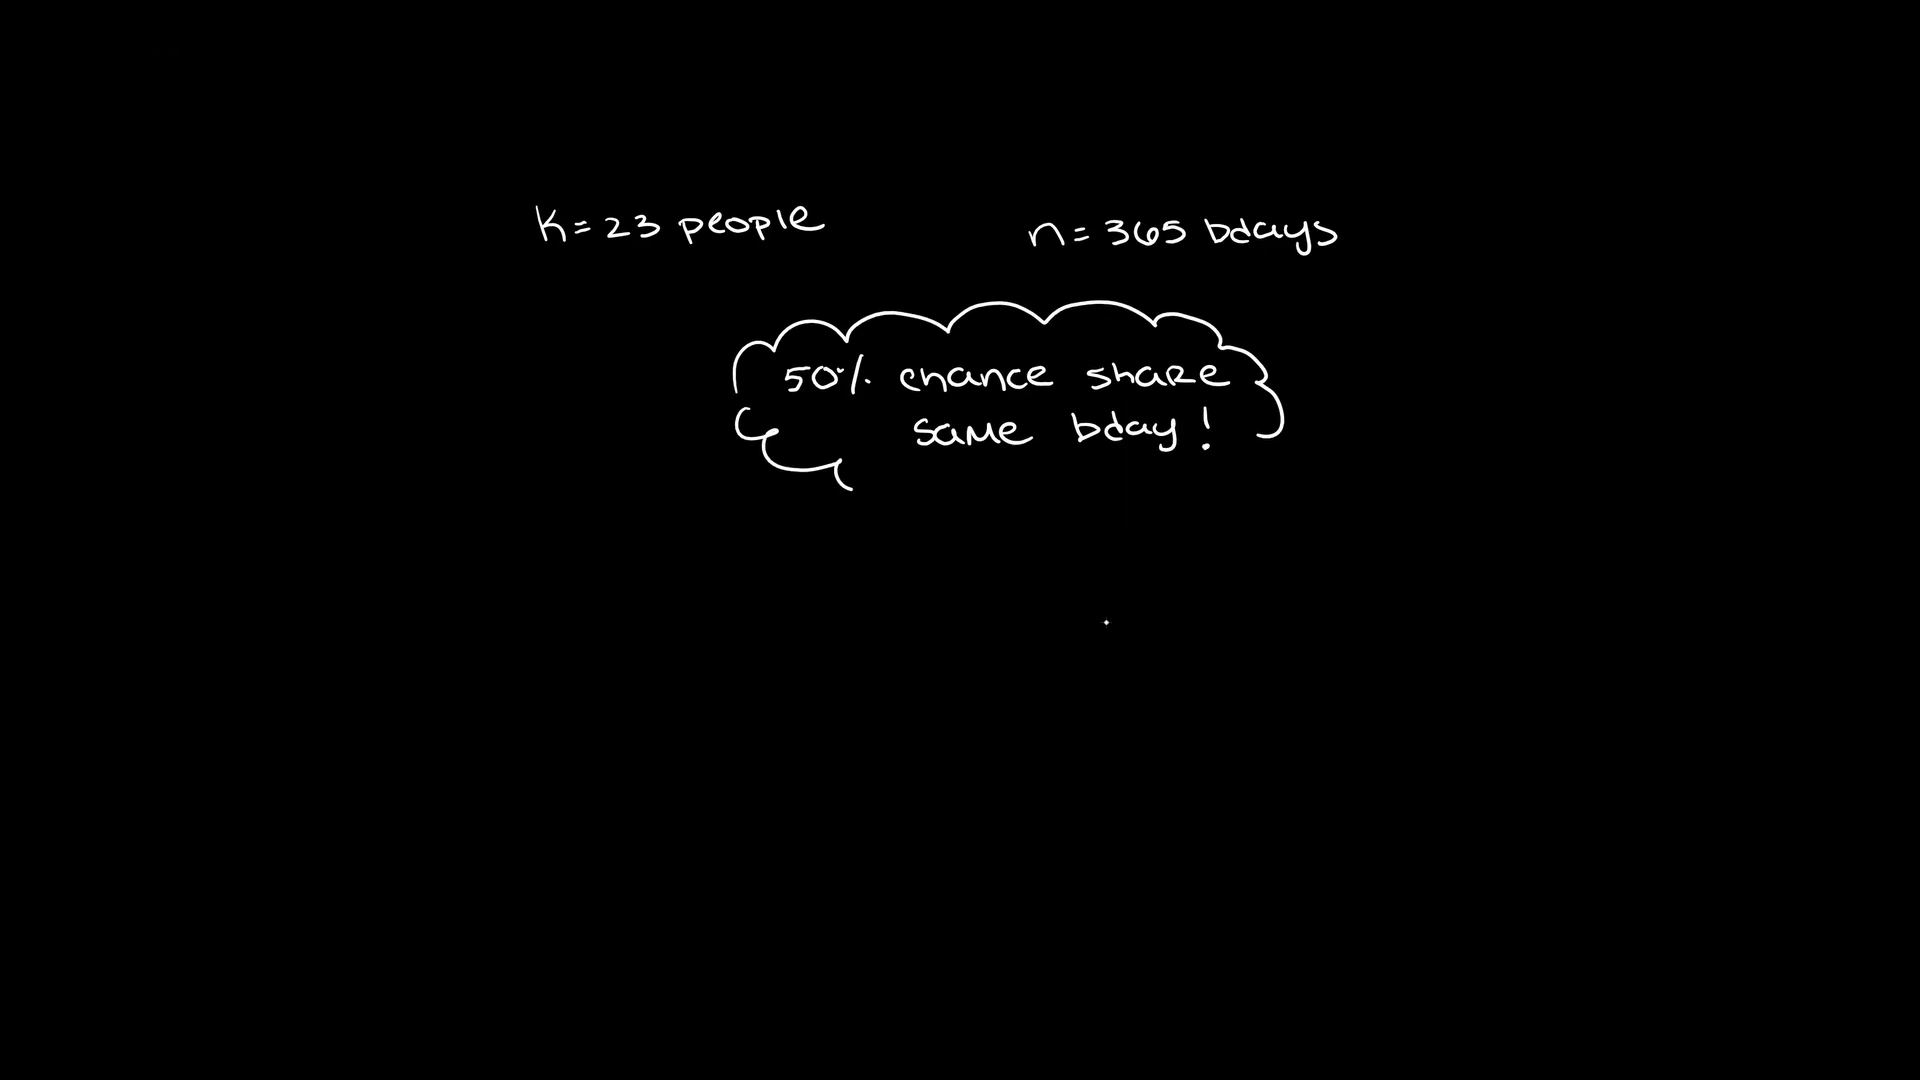 K = 23 people
n = 365 bdays
50% chance share
same bday!